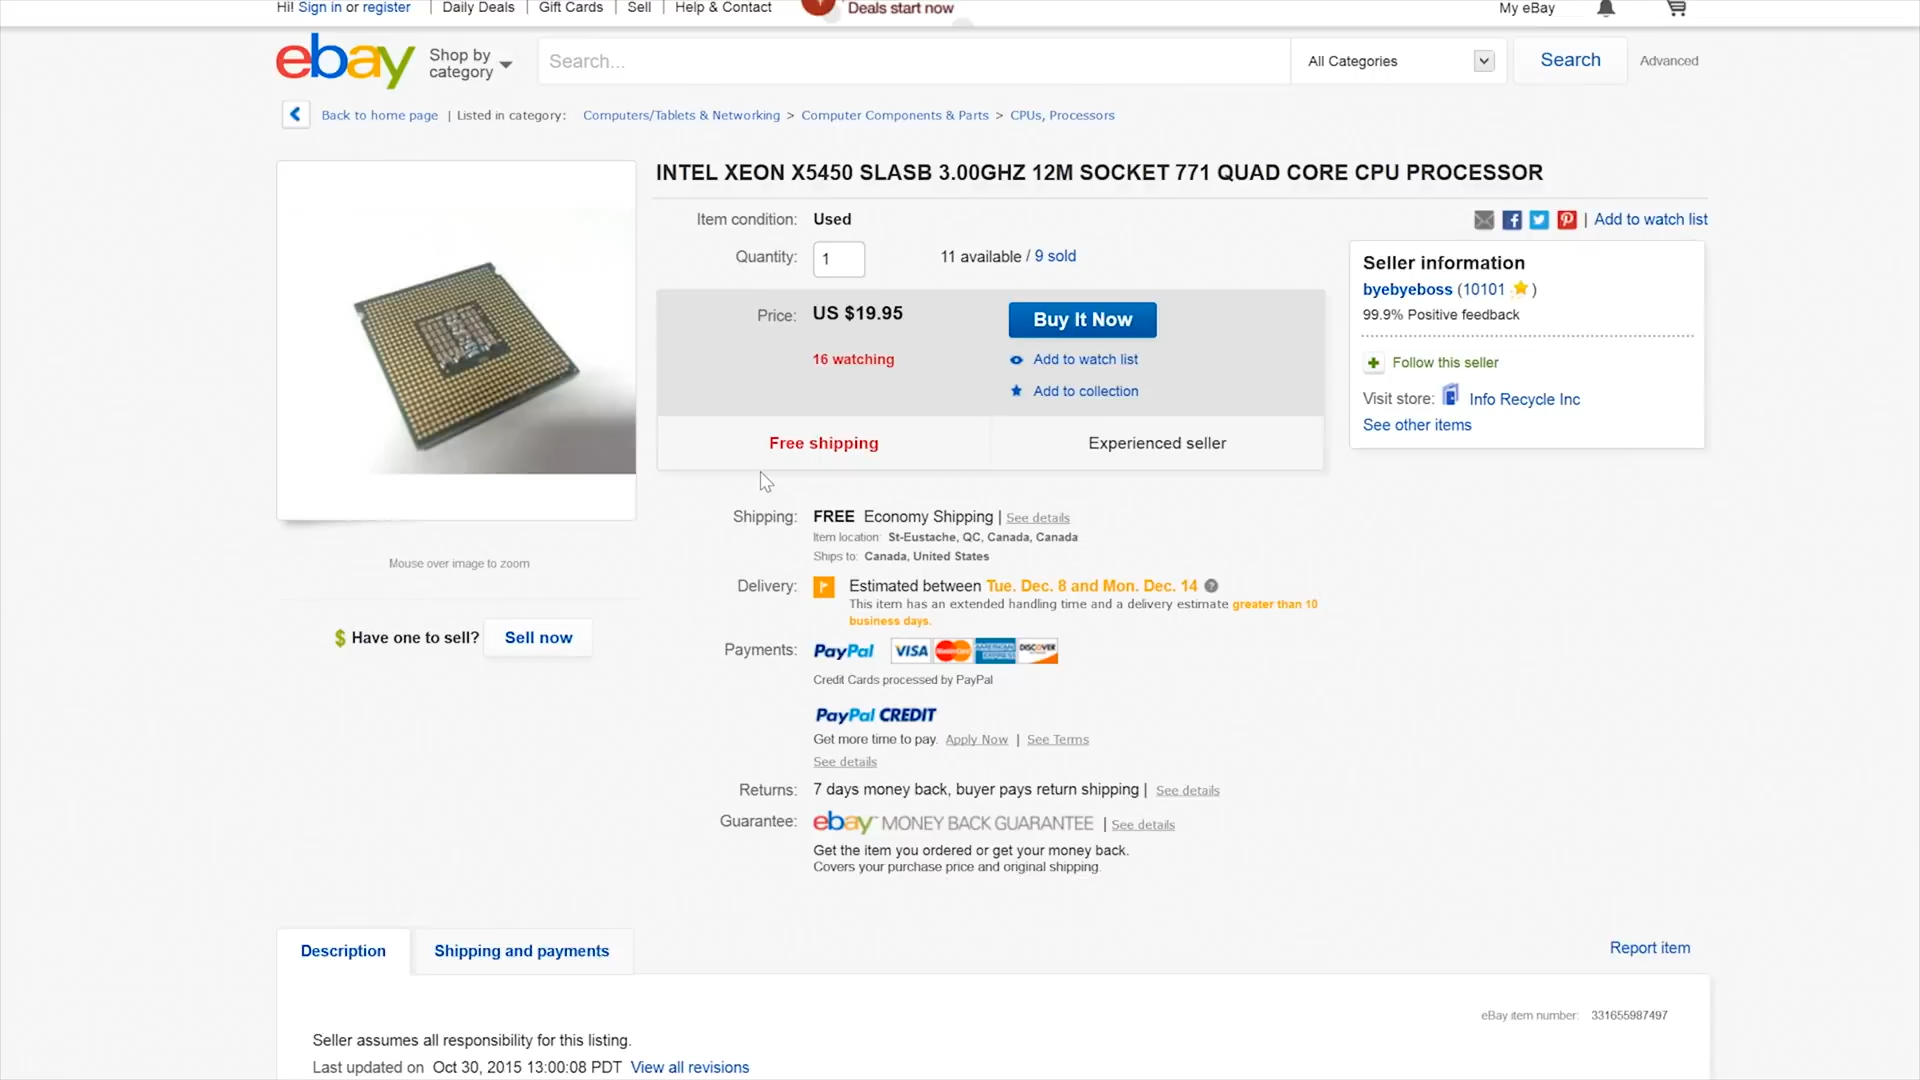 Hi! Sign in or register | Daily Deals | Gift Cards | Sell | Help & Contact Deals start now My eBay
ebay Shop by category Search... All Categories Search Advanced
Back to home page | Listed in category: Computers/Tablets & Networking > Computer Components & Parts > CPUs, Processors
INTEL XEON X5450 SLASB 3.00GHZ 12M SOCKET 771 QUAD CORE CPU PROCESSOR
Item condition: Used
| Add to watch list
Quantity: 1 11 available / 9 sold
Price: US $19.95 Buy It Now
16 watching Add to watch list
Add to collection
Free shipping Experienced seller
Seller information
byebyeboss (10101 )
99.9% Positive feedback
Follow this seller
Visit store: Info Recycle Inc
See other items
Shipping: FREE Economy Shipping | See details
Item location: St-Eustache, QC, Canada, Canada
Ships to: Canada, United States
Mouse over image to zoom
Delivery: Estimated between Tue. Dec. 8 and Mon. Dec. 14 ?
This item has an extended handling time and a delivery estimate greater than 10
business days.
$ Have one to sell? Sell now
Payments: PayPal VISA MasterCard AMERICAN EXPRESS DISCOVER
Credit Cards processed by PayPal
PayPal CREDIT
Get more time to pay. Apply Now | See Terms
See details
Returns: 7 days money back, buyer pays return shipping | See details
Guarantee: ebay™ MONEY BACK GUARANTEE | See details
Get the item you ordered or get your money back.
Covers your purchase price and original shipping.
Description Shipping and payments Report item
eBay item number: 331655987497
Seller assumes all responsibility for this listing.
Last updated on Oct 30, 2015 13:00:08 PDT View all revisions